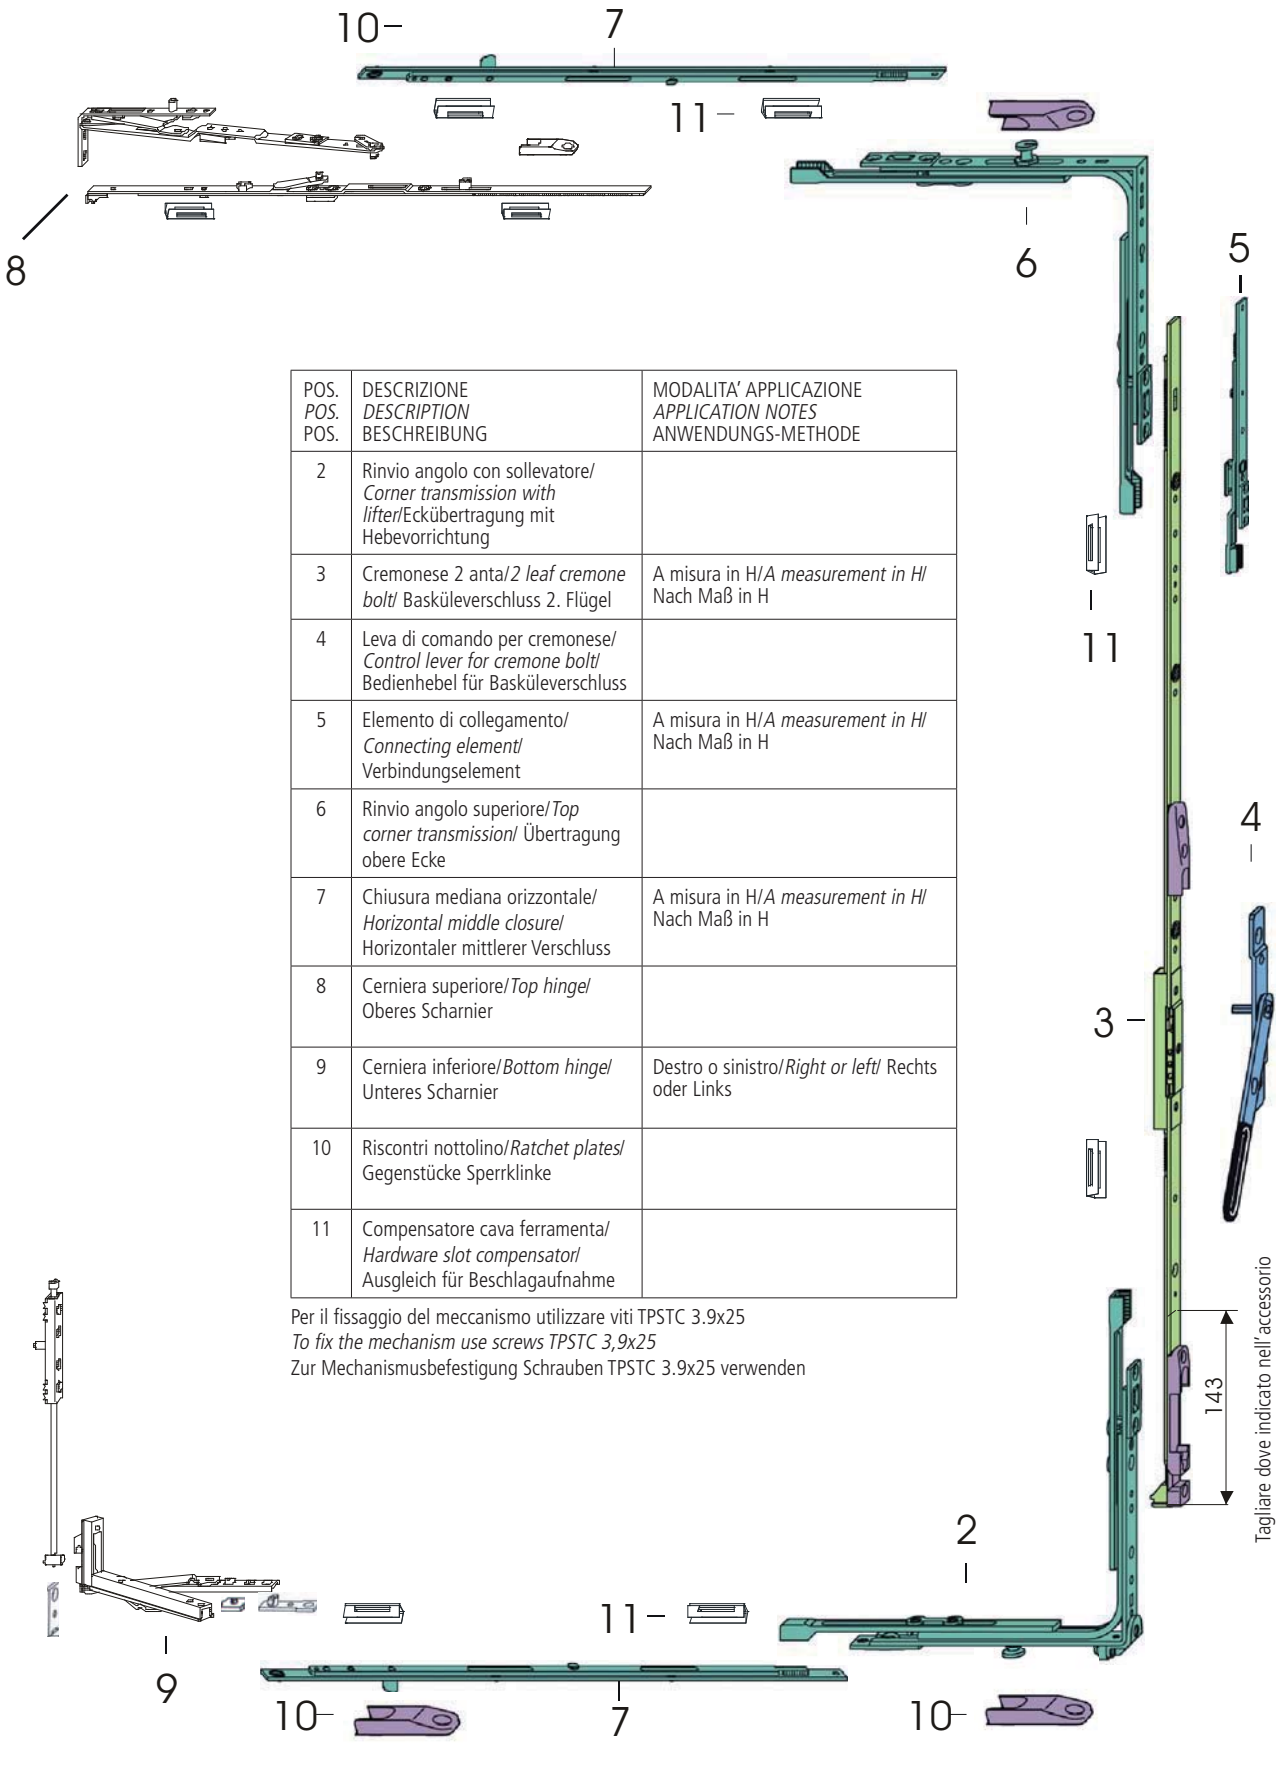 10
7
11
8
6
5
POS. DESCRIZIONE MODALITA’ APPLICAZIONE
POS. DESCRIPTION APPLICATION NOTES
POS. BESCHREIBUNG ANWENDUNGS-METHODE
2 Rinvio angolo con sollevatore/
Corner transmission with
lifter/Eckübertragung mit
Hebevorrichtung
3 Cremonese 2 anta/2 leaf cremone A misura in H/A measurement in H/
bolt/ Basküleverschluss 2. Flügel Nach Maß in H
4 Leva di comando per cremonese/
Control lever for cremone bolt/
Bedienhebel für Basküleverschluss
5 Elemento di collegamento/ A misura in H/A measurement in H/
Connecting element/ Nach Maß in H
Verbindungselement
6 Rinvio angolo superiore/Top
corner transmission/ Übertragung
obere Ecke
7 Chiusura mediana orizzontale/ A misura in H/A measurement in H/
Horizontal middle closure/ Nach Maß in H
Horizontaler mittlerer Verschluss
8 Cerniera superiore/Top hinge/
Oberes Scharnier
9 Cerniera inferiore/Bottom hinge/ Destro o sinistro/Right or left/ Rechts
Unteres Scharnier oder Links
10 Riscontri nottolino/Ratchet plates/
Gegenstücke Sperrklinke
11 Compensatore cava ferramenta/
Hardware slot compensator/
Ausgleich für Beschlagaufnahme
Per il fissaggio del meccanismo utilizzare viti TPSTC 3.9x25
To fix the mechanism use screws TPSTC 3,9x25
Zur Mechanismusbefestigung Schrauben TPSTC 3.9x25 verwenden
11
4
3
143
Tagliare dove indicato nell’accessorio
2
11
9
10
7
10